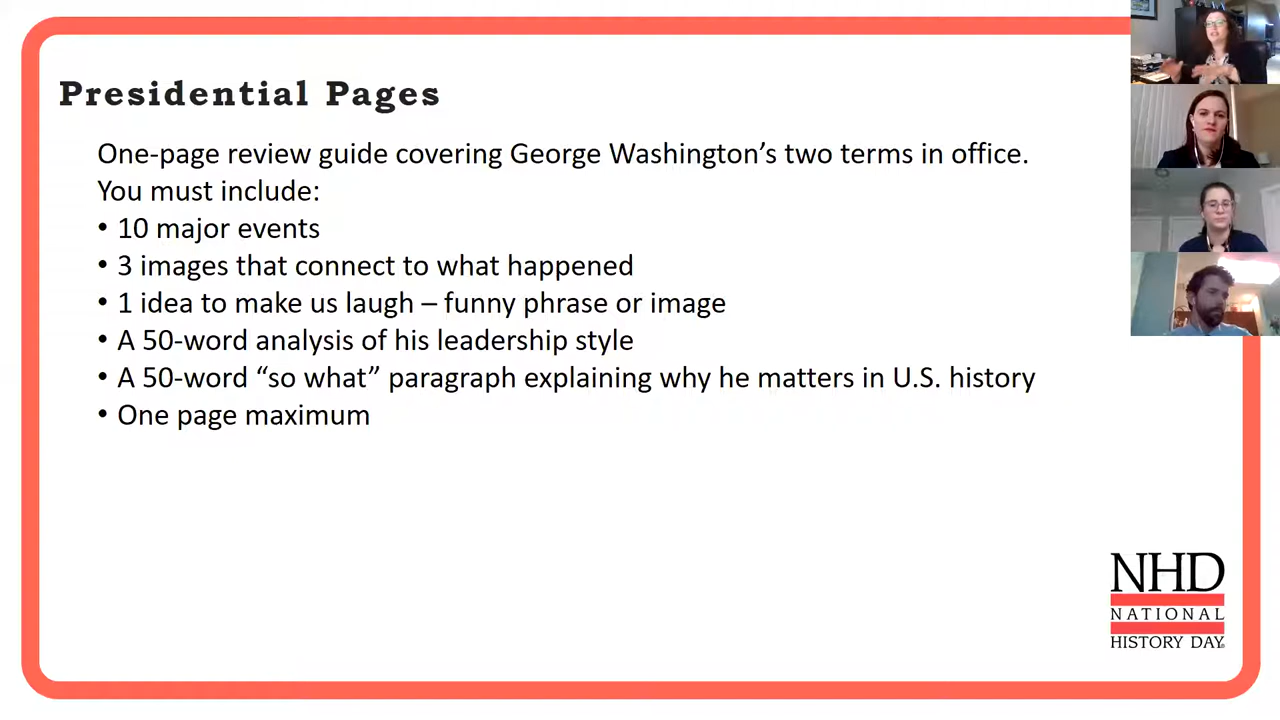 Presidential Pages
One-page review guide covering George Washington’s two terms in office.
You must include:
• 10 major events
• 3 images that connect to what happened
• 1 idea to make us laugh – funny phrase or image
• A 50-word analysis of his leadership style
• A 50-word “so what” paragraph explaining why he matters in U.S. history
• One page maximum
NHD
NATIONAL
HISTORY DAY®